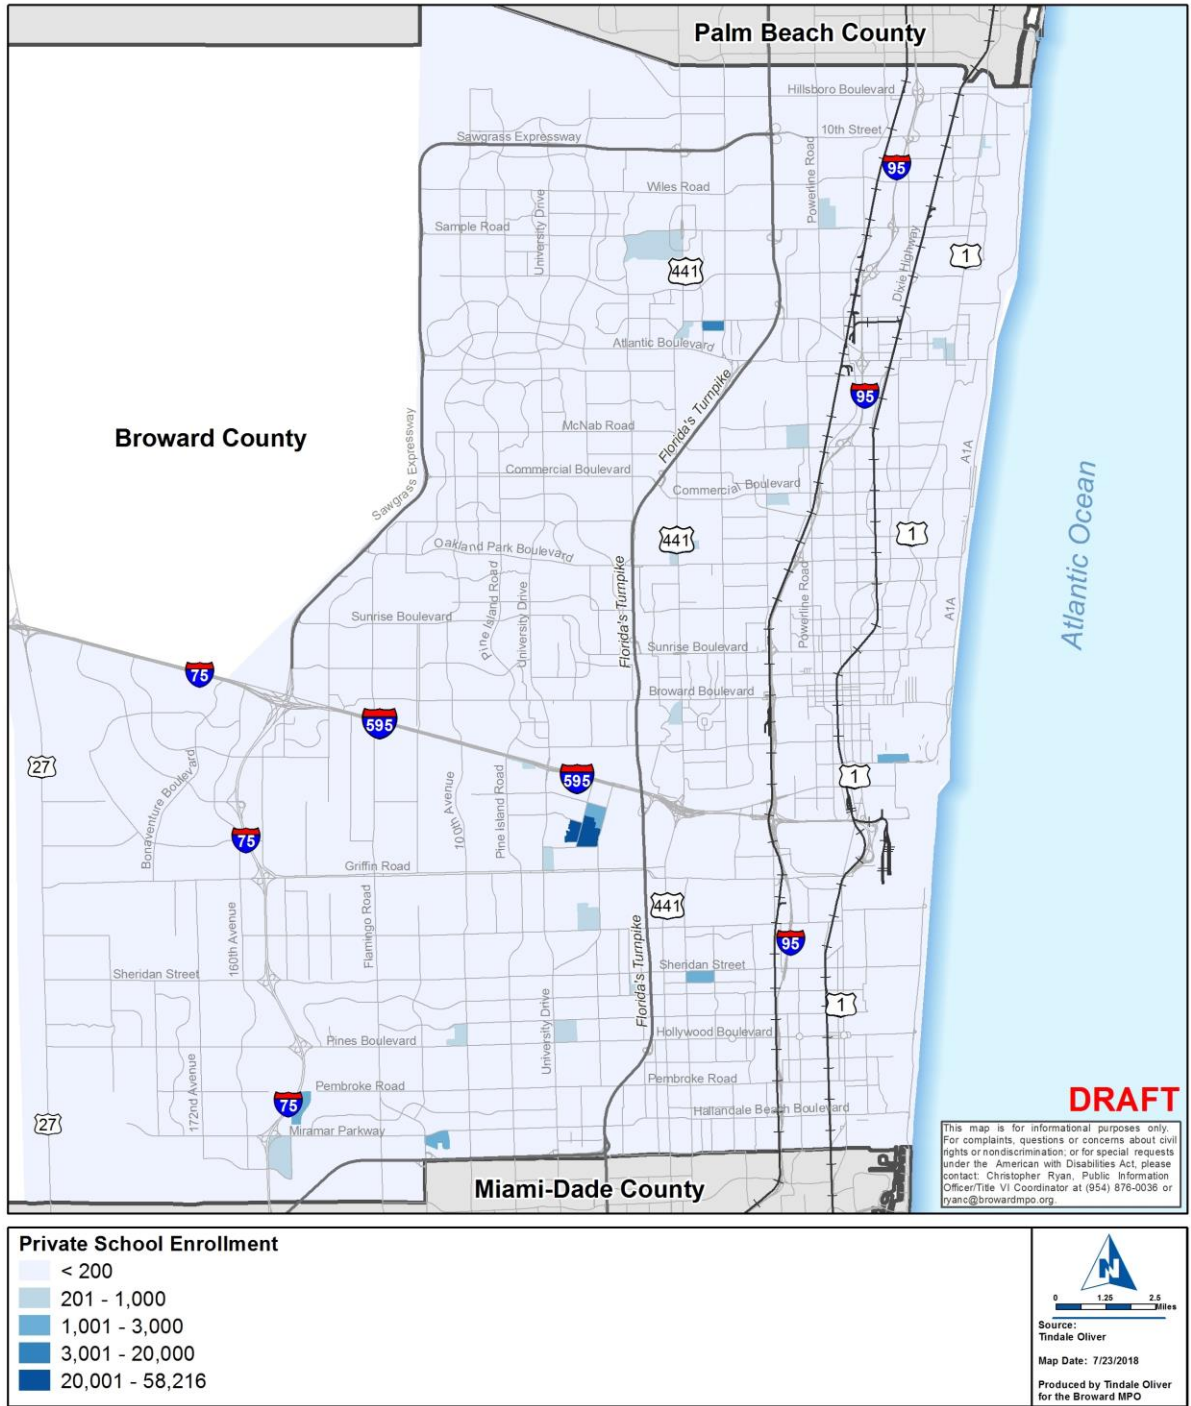 Palm Beach County
Hillsboro Boulevard
10th Street
Sawgrass Expressway
Powerline Road
95
Wiles Road
University Drive
Sample Road
Dixie Highway
1
441
Atlantic Boulevard
Florida's Turnpike
95
McNab Road
Broward County
A1A
Commercial Boulevard
Commercial Boulevard
Sawgrass Expressway
Atlantic Ocean
441
1
Oakland Park Boulevard
Pine Island Road
University Drive
Florida's Turnpike
Powerline Road
A1A
Sunrise Boulevard
Sunrise Boulevard
75
Broward Boulevard
595
27
595
1
Bonaventure Boulevard
100th Avenue
Pine Island Road
75
Griffin Road
441
Flamingo Road
160th Avenue
95
Florida's Turnpike
Sheridan Street
Sheridan Street
1
University Drive
Hollywood Boulevard
Pines Boulevard
172nd Avenue
Pembroke Road
Pembroke Road
75
Hallandale Beach Boulevard
27
Miramar Parkway
Miami-Dade County
DRAFT
This map is for informational purposes only.
For complaints, questions or concerns about civil
rights or nondiscrimination; or for special requests
under the American with Disabilities Act, please
contact: Christopher Ryan, Public Information
Officer/Title VI Coordinator at (954) 876-0036 or
ryanc@browardmpo.org.
Private School Enrollment
< 200
201 - 1,000
1,001 - 3,000
3,001 - 20,000
20,001 - 58,216
N
0 1.25 2.5
Miles
Source:
Tindale Oliver
Map Date: 7/23/2018
Produced by Tindale Oliver
for the Broward MPO